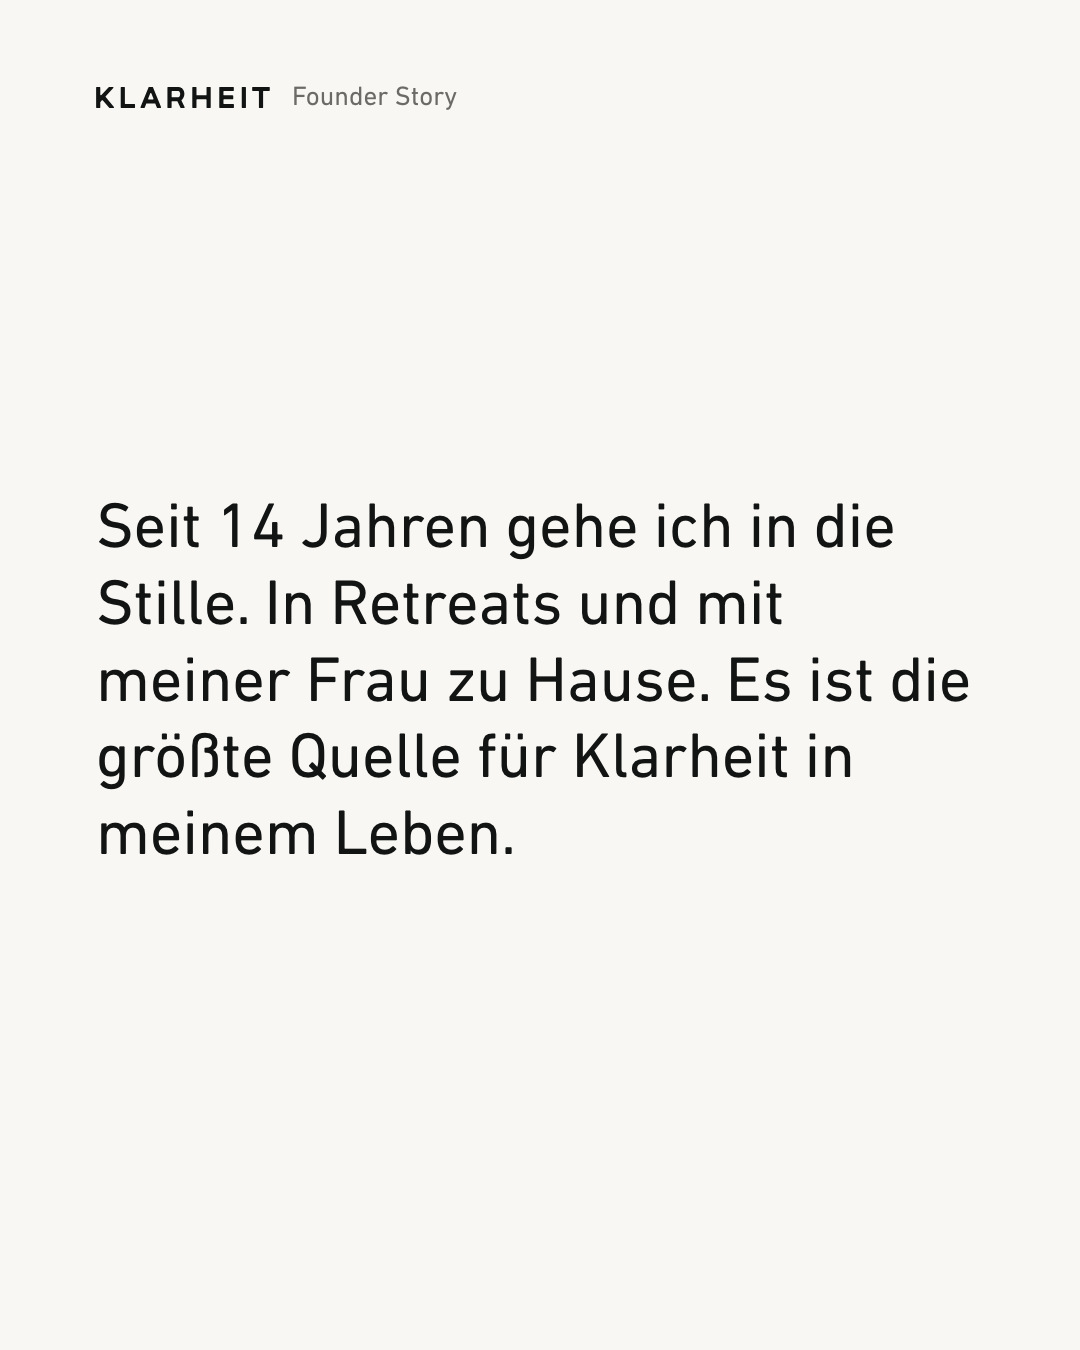 KLARHEIT Founder Story
Seit 14 Jahren gehe ich in die
Stille. In Retreats und mit
meiner Frau zu Hause. Es ist die
größte Quelle für Klarheit in
meinem Leben.